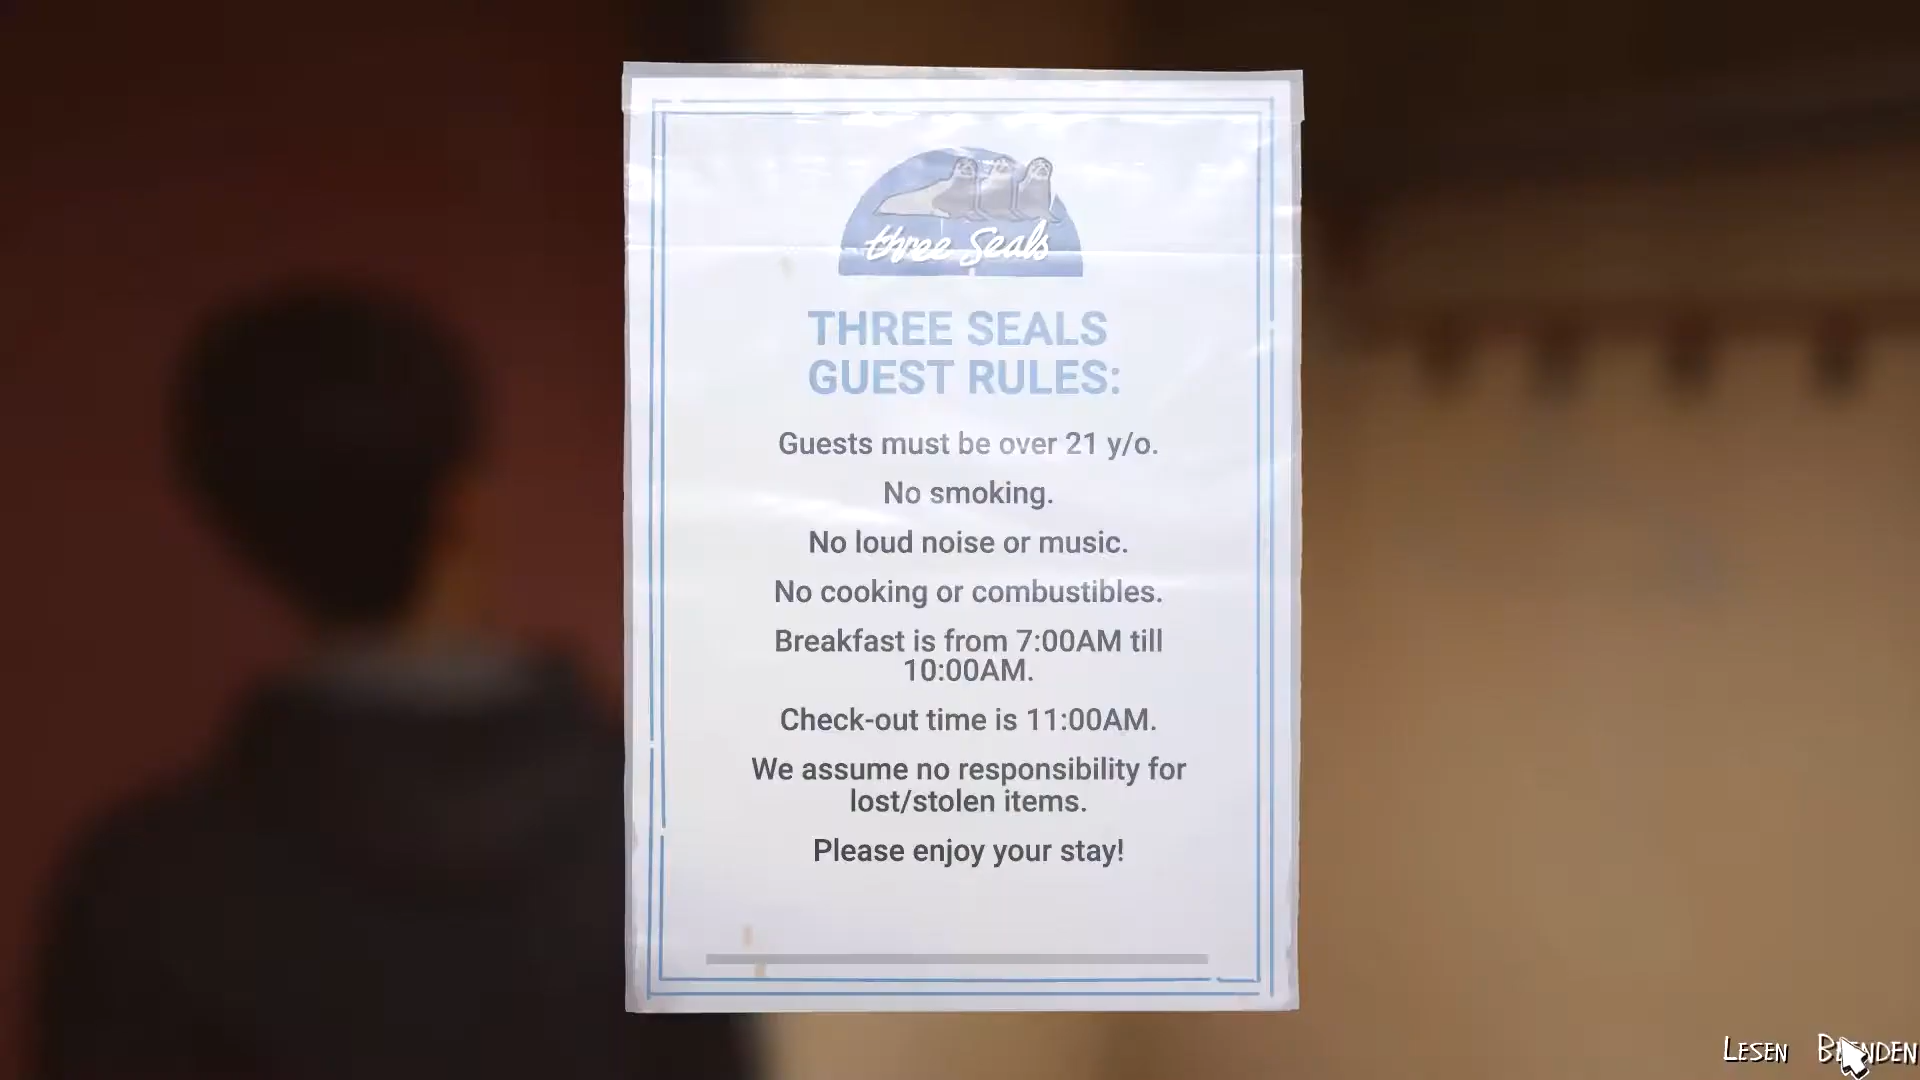 three Seals
THREE SEALS
GUEST RULES:
Guests must be over 21 y/o.
No smoking.
No loud noise or music.
No cooking or combustibles.
Breakfast is from 7:00AM till
10:00AM.
Check-out time is 11:00AM.
We assume no responsibility for
lost/stolen items.
Please enjoy your stay!
LESEN